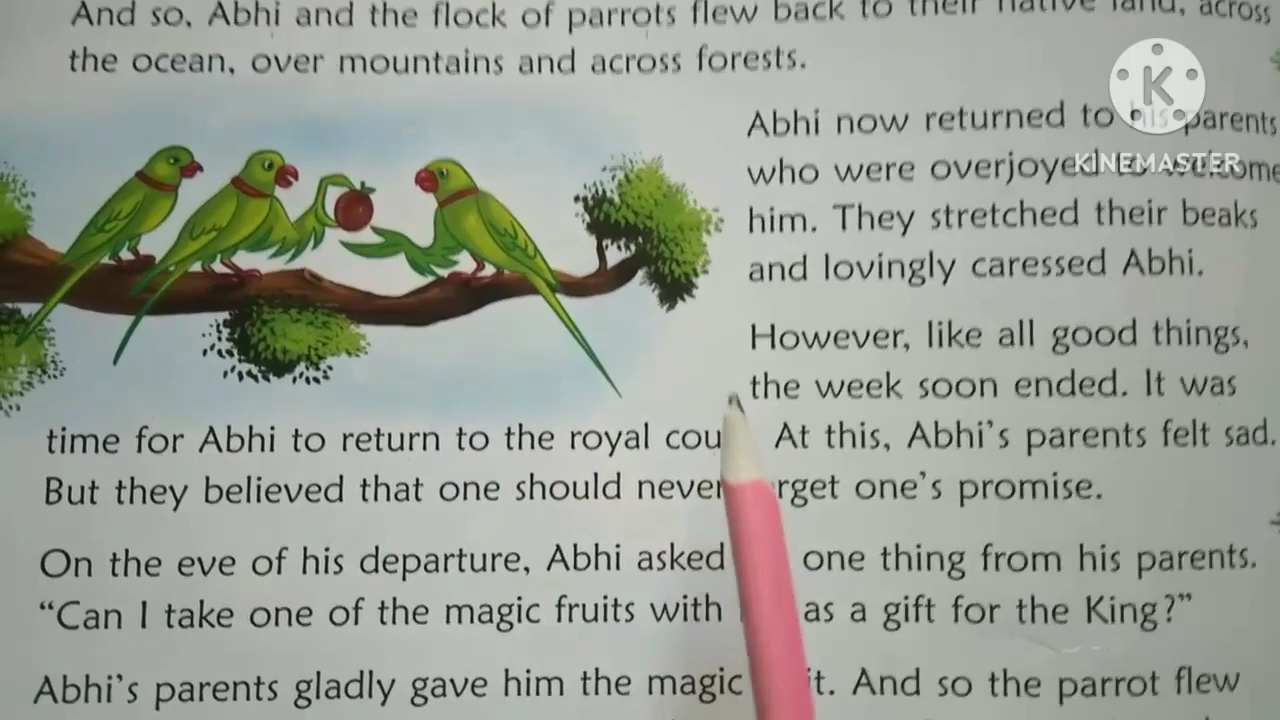 And so, Abhi and the flock of parrots flew back to their native land, across
the ocean, over mountains and across forests.
K
KINEMASTER
Abhi now returned to his parents
who were overjoyed to welcome
him. They stretched their beaks
and lovingly caressed Abhi.
However, like all good things,
the week soon ended. It was
time for Abhi to return to the royal cou At this, Abhi's parents felt sad.
But they believed that one should never rget one's promise.
On the eve of his departure, Abhi asked one thing from his parents.
“Can I take one of the magic fruits with as a gift for the King?”
Abhi's parents gladly gave him the magic it. And so the parrot flew